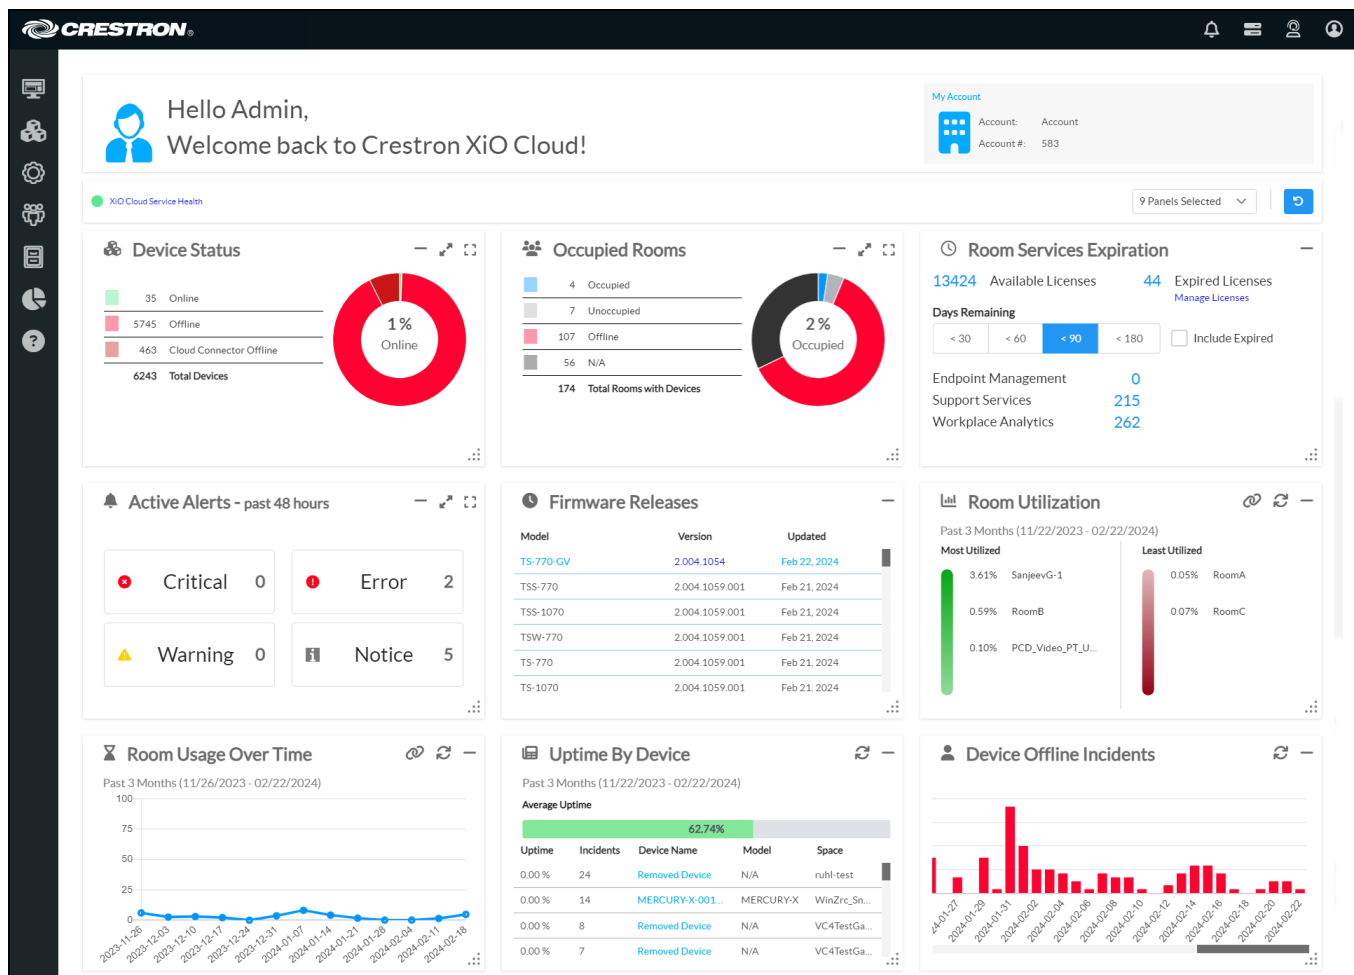 CRESTRON®
Hello Admin,
Welcome back to Crestron XiO Cloud!
My Account
Account: Account
Account #: 583
XiO Cloud Service Health
9 Panels Selected
Device Status
35 Online
5745 Offline
463 Cloud Connector Offline
6243 Total Devices
1 %
Online
Occupied Rooms
4 Occupied
7 Unoccupied
107 Offline
56 N/A
174 Total Rooms with Devices
2 %
Occupied
Room Services Expiration
13424 Available Licenses 44 Expired Licenses
Manage Licenses
Days Remaining
< 30 < 60 < 90 < 180 Include Expired
Endpoint Management 0
Support Services 215
Workplace Analytics 262
Active Alerts - past 48 hours
Critical 0
Error 2
Warning 0
Notice 5
Firmware Releases
Model Version Updated
TS-770-GV 2.004.1054 Feb 22, 2024
TSS-770 2.004.1059.001 Feb 21, 2024
TSS-1070 2.004.1059.001 Feb 21, 2024
TSW-770 2.004.1059.001 Feb 21, 2024
TS-770 2.004.1059.001 Feb 21, 2024
TS-1070 2.004.1059.001 Feb 21, 2024
Room Utilization
Past 3 Months (11/22/2023 - 02/22/2024)
Most Utilized Least Utilized
3.61% SanjeevG-1 0.05% RoomA
0.59% RoomB 0.07% RoomC
0.10% PCD_Video_PT_U...
Room Usage Over Time
Past 3 Months (11/26/2023 - 02/22/2024)
100
75
50
25
0
2023-11-26 2023-12-03 2023-12-10 2023-12-17 2023-12-24 2023-12-31 2024-01-07 2024-01-14 2024-01-21 2024-01-28 2024-02-04 2024-02-11 2024-02-18
Uptime By Device
Past 3 Months (11/22/2023 - 02/22/2024)
Average Uptime
62.74%
Uptime Incidents Device Name Model Space
0.00 % 24 Removed Device N/A ruhl-test
0.00 % 14 MERCURY-X-001... MERCURY-X WinZrc_Sn...
0.00 % 8 Removed Device N/A VC4TestGa...
0.00 % 7 Removed Device N/A VC4TestGa...
Device Offline Incidents
4-01-27 2024-01-29 2024-01-31 2024-02-02 2024-02-04 2024-02-06 2024-02-08 2024-02-10 2024-02-12 2024-02-14 2024-02-16 2024-02-18 2024-02-20 2024-02-22